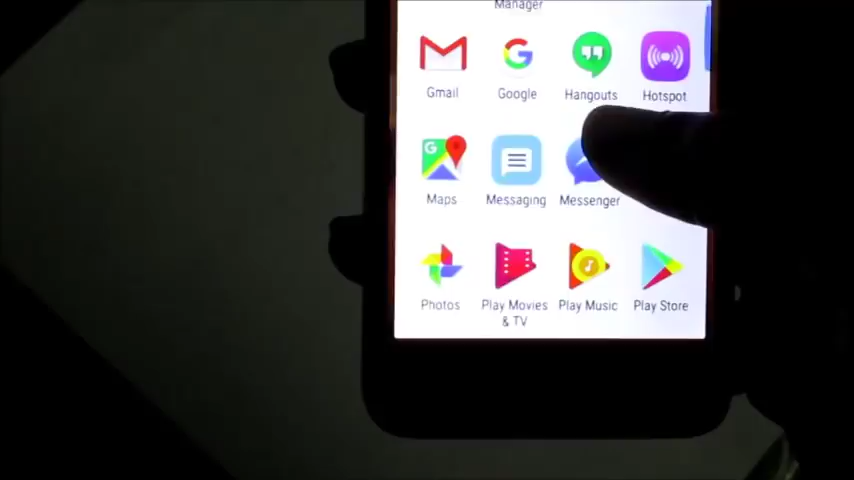 Manager
Gmail
Google
Hangouts
Hotspot
Maps
Messaging
Messenger
Photos
Play Movies
& TV
Play Music
Play Store